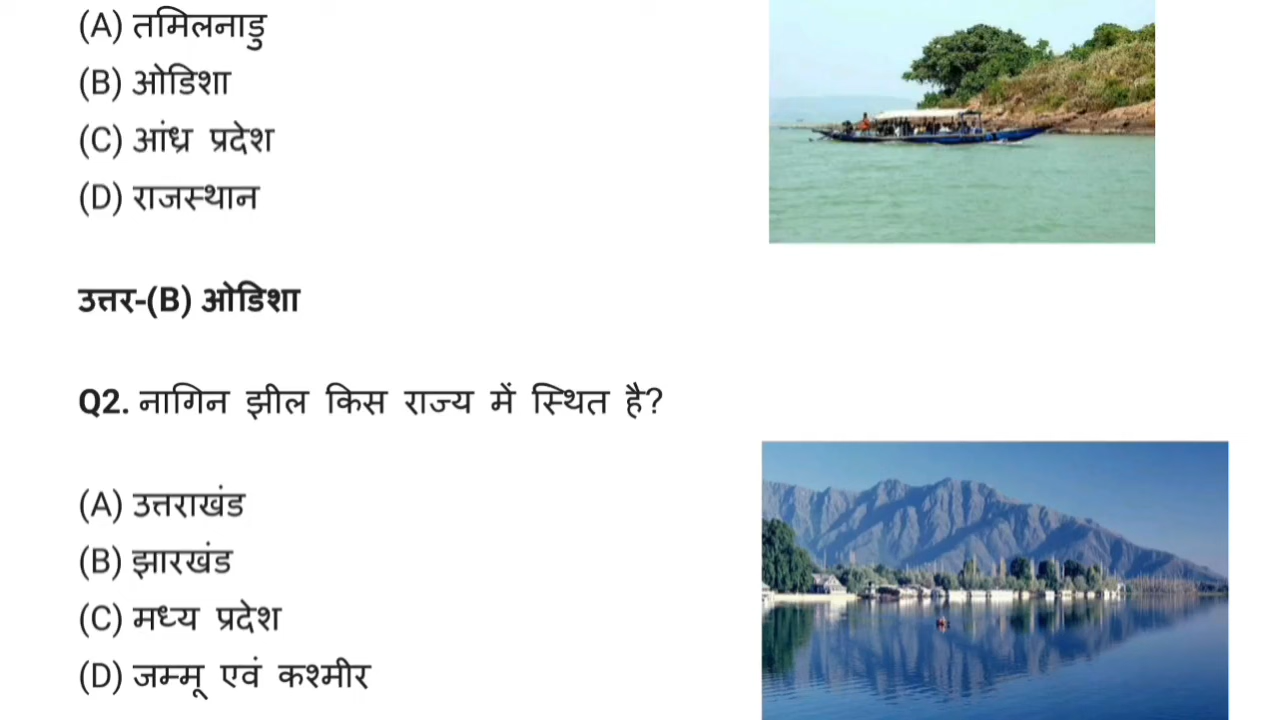 (A) तमिलनाडु
(B) ओडिशा
(C) आंध्र प्रदेश
(D) राजस्थान
उत्तर-(B) ओडिशा
Q2. नागिन झील किस राज्य में स्थित है?
(A) उत्तराखंड
(B) झारखंड
(C) मध्य प्रदेश
(D) जम्मू एवं कश्मीर